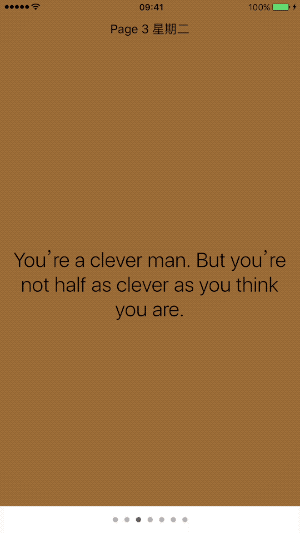 09:41
100%
Page 3 星期二
You're a clever man. But you're
not half as clever as you think
you are.